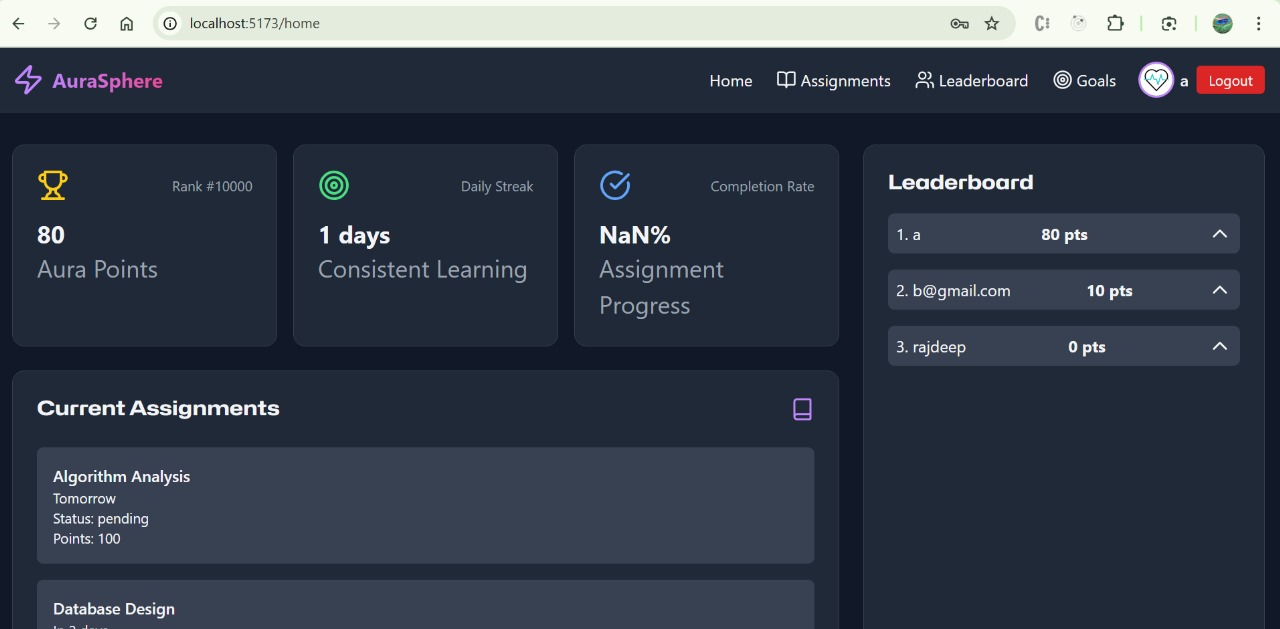 localhost:5173/home
AuraSphere
Home
Assignments
Leaderboard
Goals
a
Logout
Rank #10000
80
Aura Points
Daily Streak
1 days
Consistent Learning
Completion Rate
NaN%
Assignment
Progress
Leaderboard
1. a 80 pts
2. b@gmail.com 10 pts
3. rajdeep 0 pts
Current Assignments
Algorithm Analysis
Tomorrow
Status: pending
Points: 100
Database Design